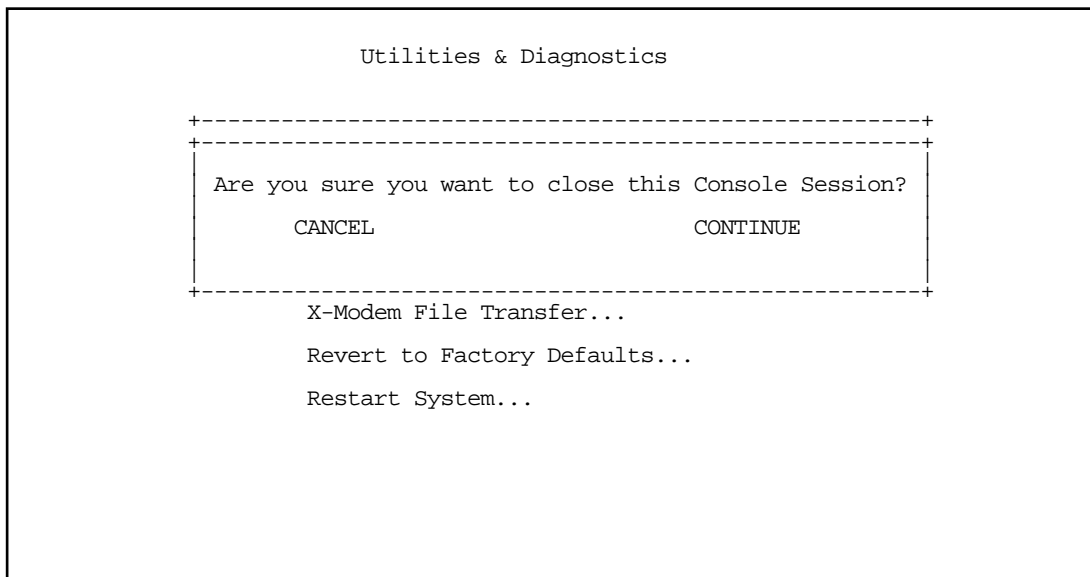 Utilities & Diagnostics
+------------------------------------------------------+
+------------------------------------------------------+
Are you sure you want to close this Console Session?
CANCEL CONTINUE
+------------------------------------------------------+
X-Modem File Transfer...
Revert to Factory Defaults...
Restart System...